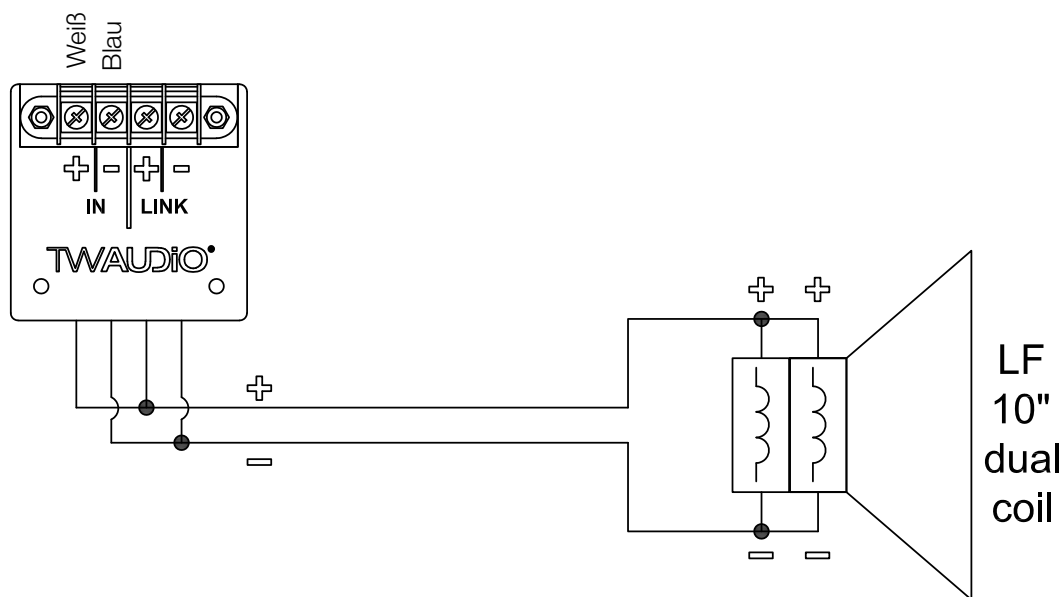 Weiß
Blau
+ - + -
IN LINK
TWAUDiO
+
-
+ +
- -
LF
10"
dual
coil